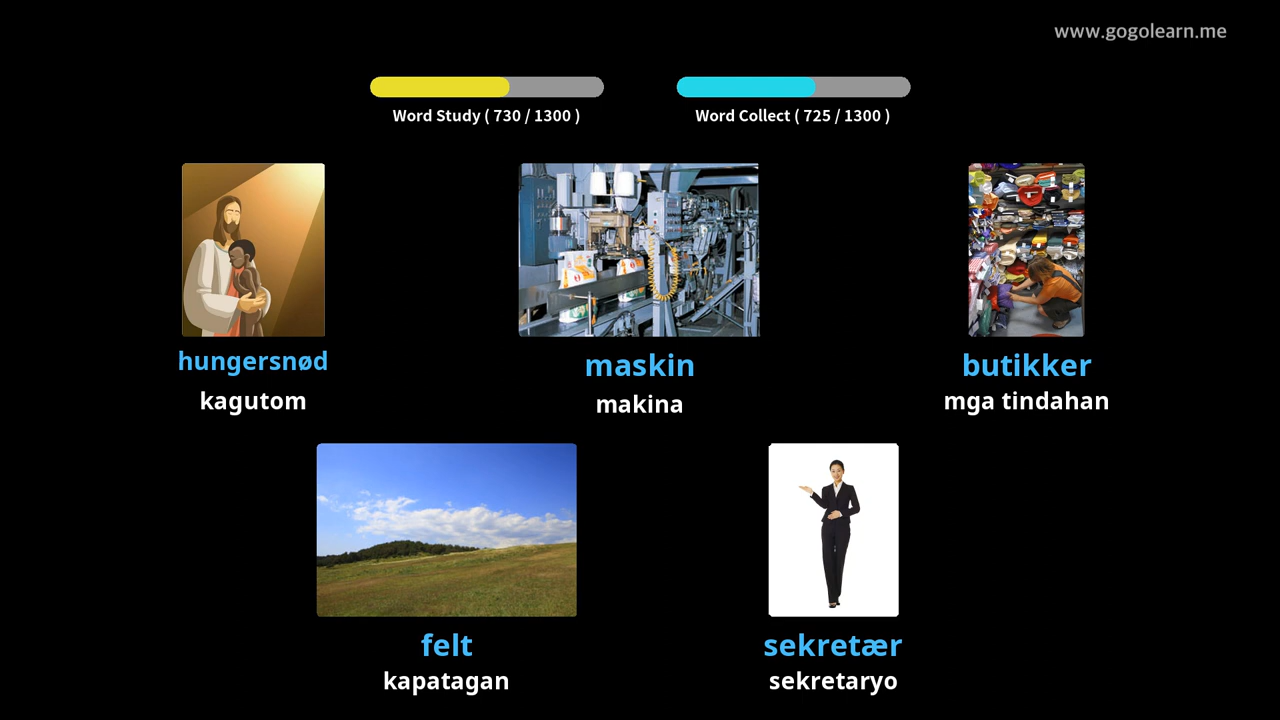 www.gogolearn.me
Word Study ( 730 / 1300 )
Word Collect ( 725 / 1300 )
hungersnød
kagutom
maskin
makina
butikker
mga tindahan
felt
kapatagan
sekretær
sekretaryo